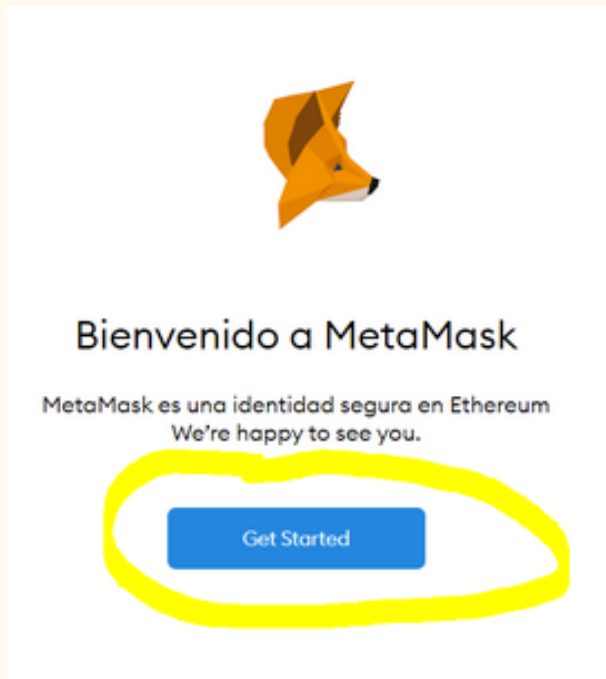 Bienvenido a MetaMask
MetaMask es una identidad segura en Ethereum
We're happy to see you.
Get Started